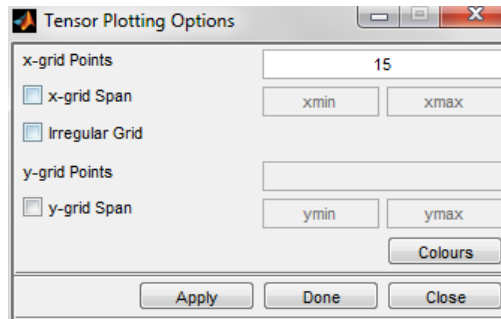 Tensor Plotting Options
x-grid Points 15
x-grid Span xmin xmax
Irregular Grid
y-grid Points
y-grid Span ymin ymax
Colours
Apply Done Close